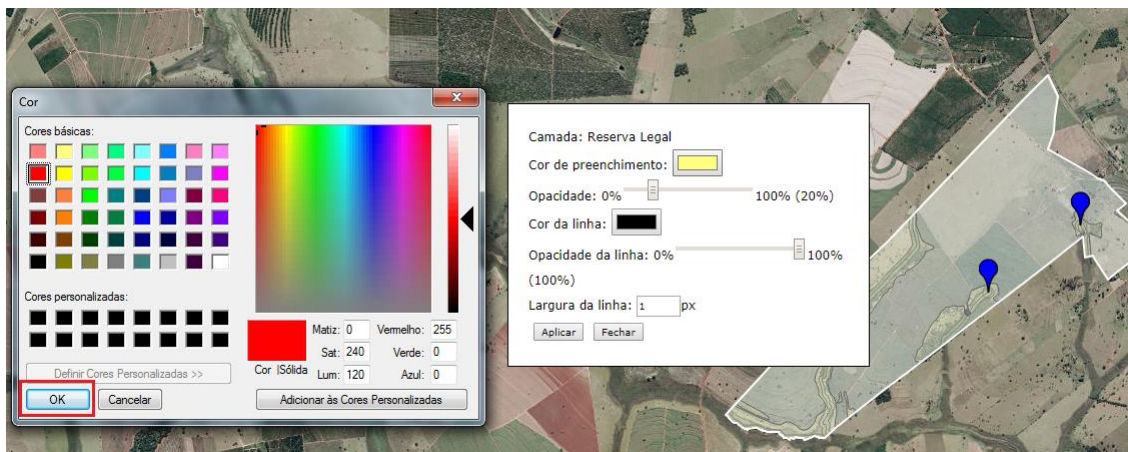 Cor
Cores básicas:
Cores personalizadas:
Definir Cores Personalizadas >>
OK
Cancelar
Cor |Sólida
Matiz: 0
Sat: 240
Lum: 120
Vermelho: 255
Verde: 0
Azul: 0
Adicionar às Cores Personalizadas
Camada: Reserva Legal
Cor de preenchimento:
Opacidade: 0% 100% (20%)
Cor da linha:
Opacidade da linha: 0% 100%
(100%)
Largura da linha: 1 px
Aplicar Fechar